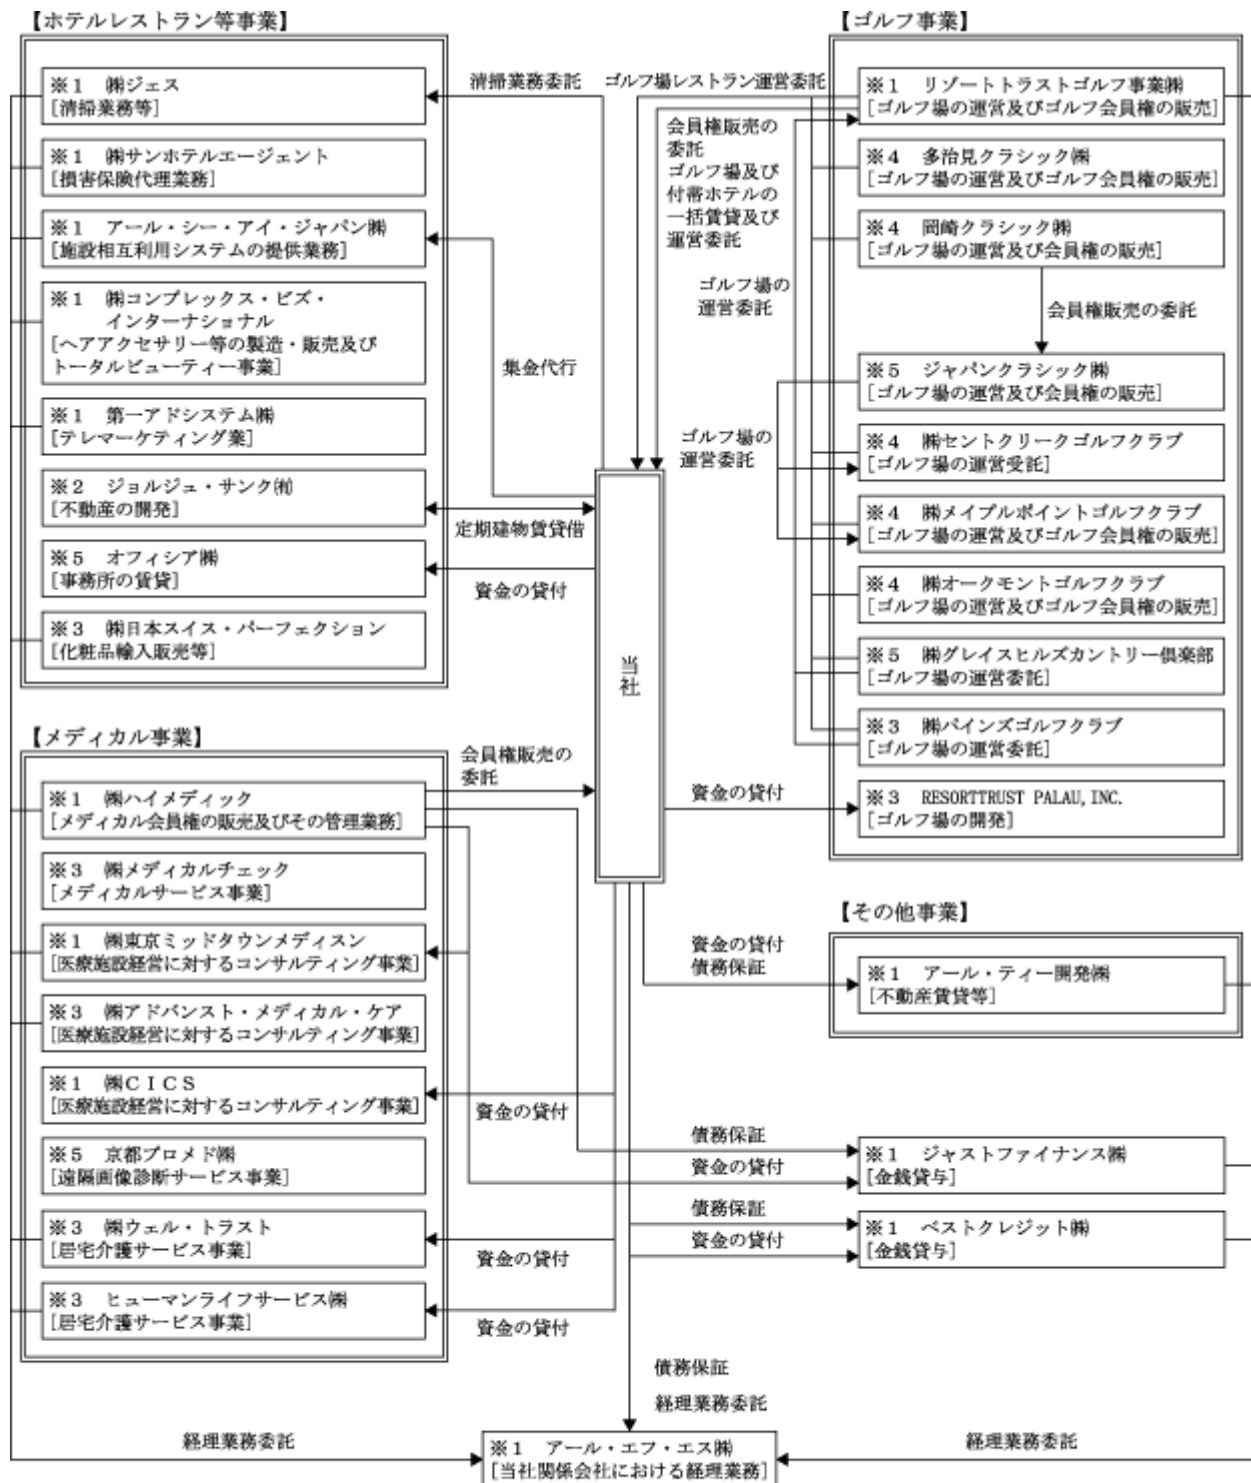 【ホテルレストラン等事業】
※1 ㈱ジェス
[清掃業務等]
※1 ㈱サンホテルエージェント
[損害保険代理業務]
※1 アール・シー・アイ・ジャパン㈱
[施設相互利用システムの提供業務]
※1 ㈱コンプレックス・ビズ・
インターナショナル
[ヘアアクセサリー等の製造・販売及び
トータルビューティー事業]
※1 第一アドシステム㈱
[テレマーケティング業]
※2 ジョルジュ・サンク㈲
[不動産の開発]
※5 オフィシア㈱
[事務所の賃貸]
※3 ㈱日本スイス・パーフェクション
[化粧品輸入販売等]
清掃業務委託
集金代行
定期建物賃貸借
資金の貸付
ゴルフ場レストラン運営委託
会員権販売の
委託
ゴルフ場及び
付帯ホテルの
一括賃貸及び
運営委託
ゴルフ場の
運営委託
ゴルフ場の
運営委託
当社
【ゴルフ事業】
※1 リゾートトラストゴルフ事業㈱
[ゴルフ場の運営及びゴルフ会員権の販売]
※4 多治見クラシック㈱
[ゴルフ場の運営及びゴルフ会員権の販売]
※4 岡崎クラシック㈱
[ゴルフ場の運営及び会員権の販売]
会員権販売の委託
※5 ジャパンクラシック㈱
[ゴルフ場の運営及び会員権の販売]
※4 ㈱セントクリークゴルフクラブ
[ゴルフ場の運営受託]
※4 ㈱メイプルポイントゴルフクラブ
[ゴルフ場の運営及びゴルフ会員権の販売]
※4 ㈱オークモントゴルフクラブ
[ゴルフ場の運営及びゴルフ会員権の販売]
※5 ㈱グレイスヒルズカントリー倶楽部
[ゴルフ場の運営委託]
※3 ㈱パインズゴルフクラブ
[ゴルフ場の運営委託]
資金の貸付
※3 RESORTTRUST PALAU, INC.
[ゴルフ場の開発]
【メディカル事業】
会員権販売の
委託
※1 ㈱ハイメディック
[メディカル会員権の販売及びその管理業務]
※3 ㈱メディカルチェック
[メディカルサービス事業]
※1 ㈱東京ミッドタウンメディスン
[医療施設経営に対するコンサルティング事業]
※3 ㈱アドバンスト・メディカル・ケア
[医療施設経営に対するコンサルティング事業]
※1 ㈱CICS
[医療施設経営に対するコンサルティング事業]
資金の貸付
※5 京都プロメド㈱
[遠隔画像診断サービス事業]
※3 ㈱ウェル・トラスト
[居宅介護サービス事業]
資金の貸付
※3 ヒューマンライフサービス㈱
[居宅介護サービス事業]
資金の貸付
【その他事業】
資金の貸付
債務保証
※1 アール・ティー開発㈱
[不動産賃貸等]
債務保証
資金の貸付
※1 ジャストファイナンス㈱
[金銭貸与]
債務保証
資金の貸付
※1 ベストクレジット㈱
[金銭貸与]
債務保証
経理業務委託
経理業務委託
※1 アール・エフ・エス㈱
[当社関係会社における経理業務]
経理業務委託